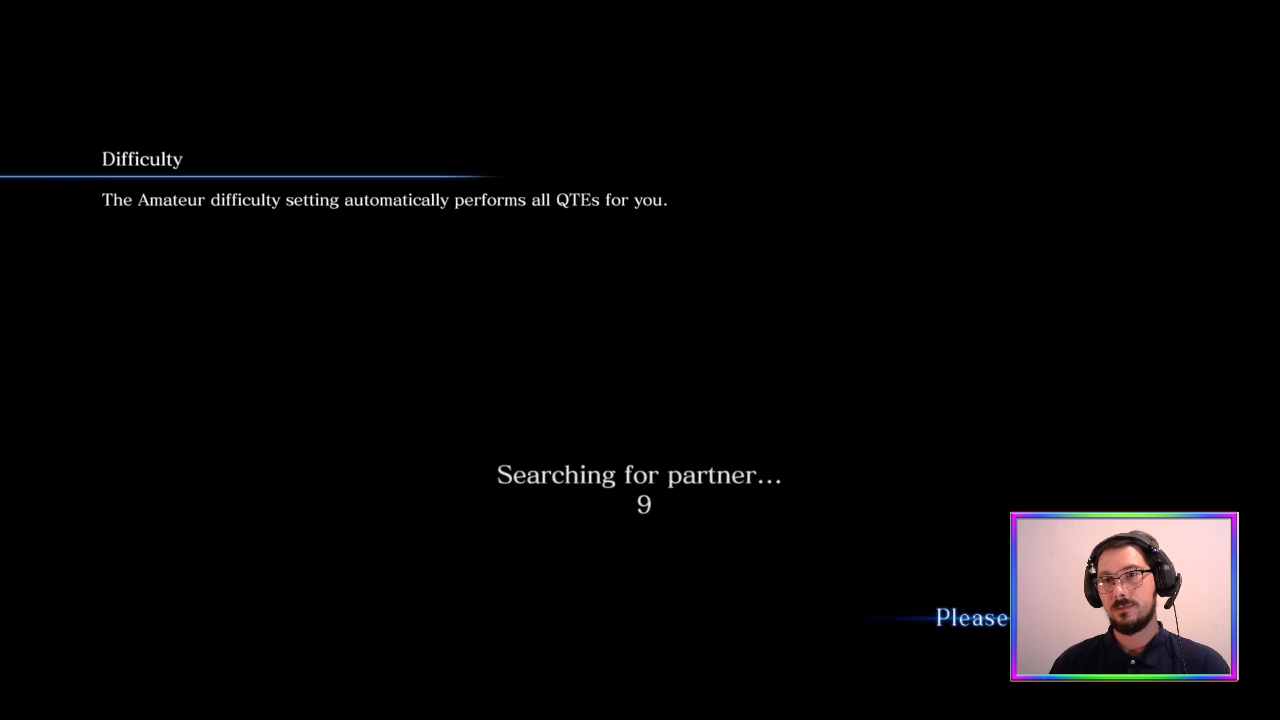 Difficulty
The Amateur difficulty setting automatically performs all QTEs for you.
Searching for partner...
9
Please